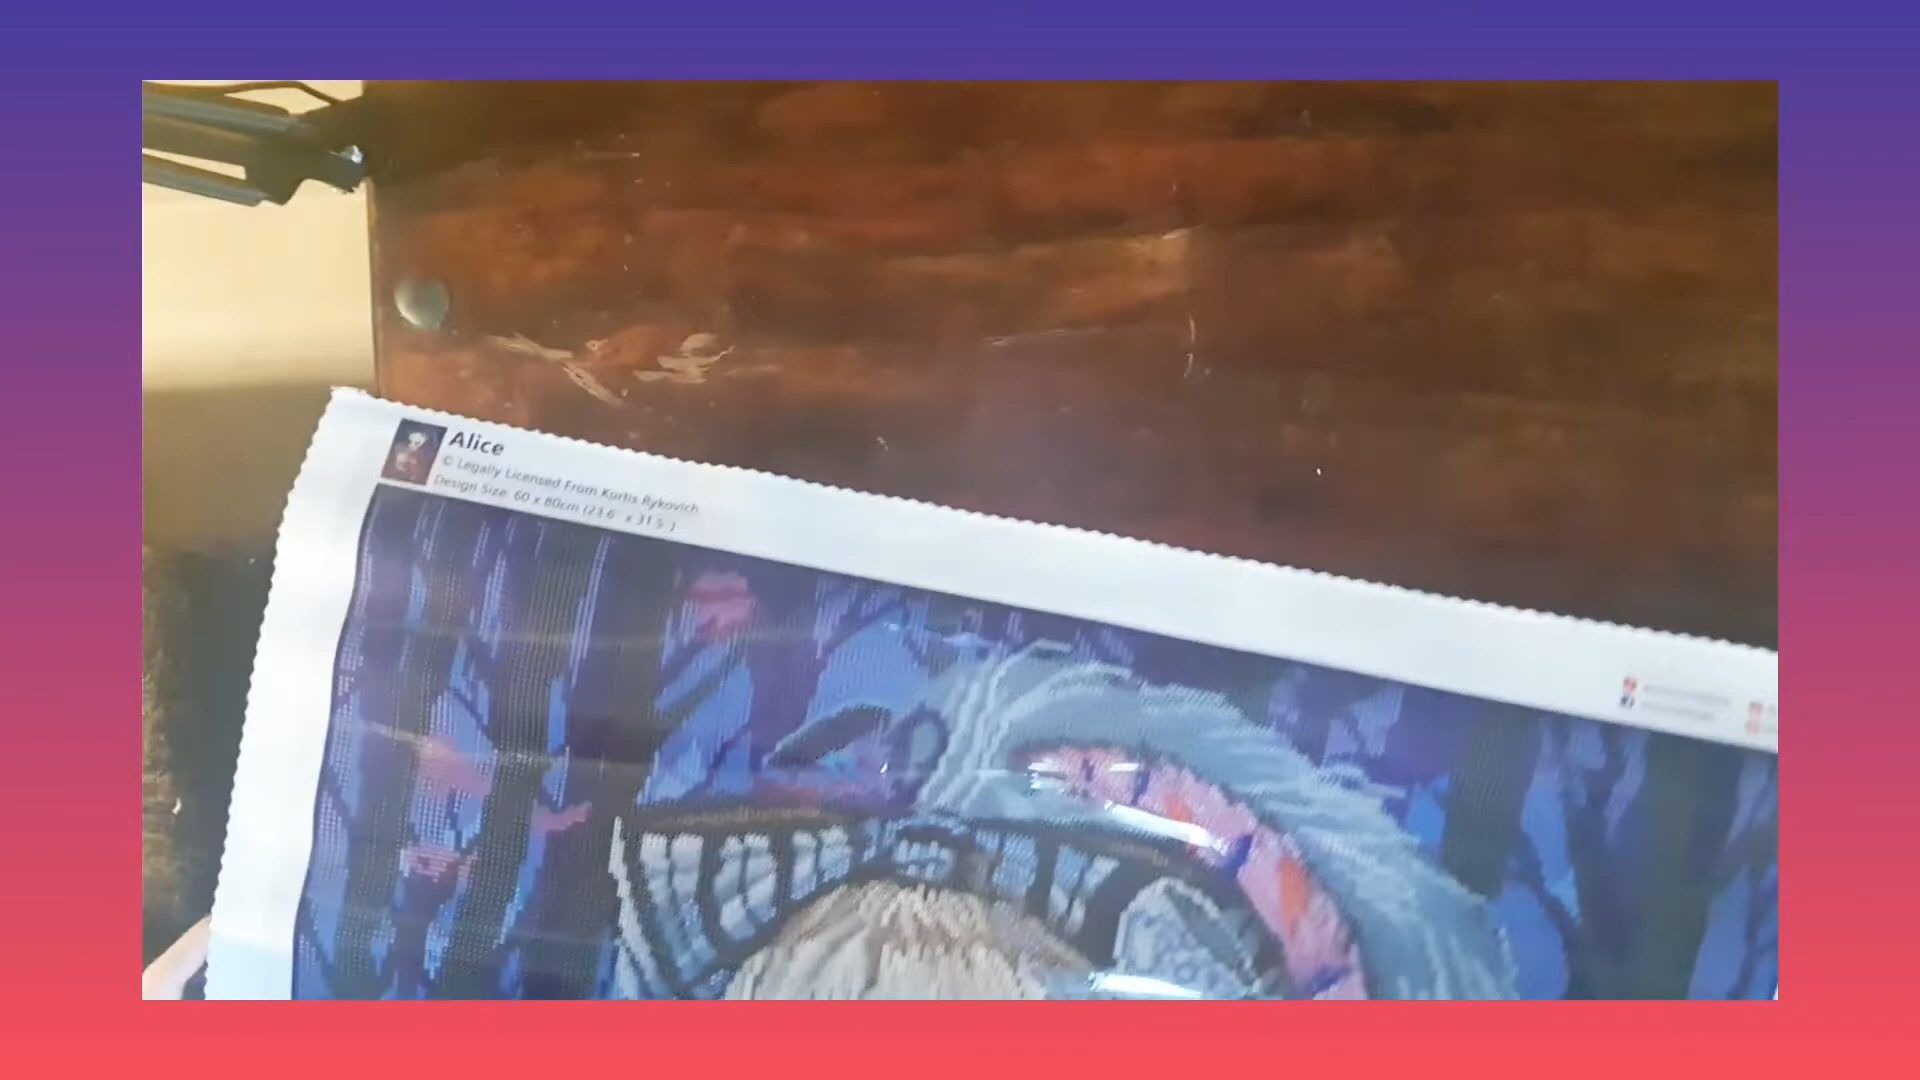 Alice
© Legally Licensed From Kurtis Rykovich
Design Size: 60 x 80cm (23.6" x 31.5")